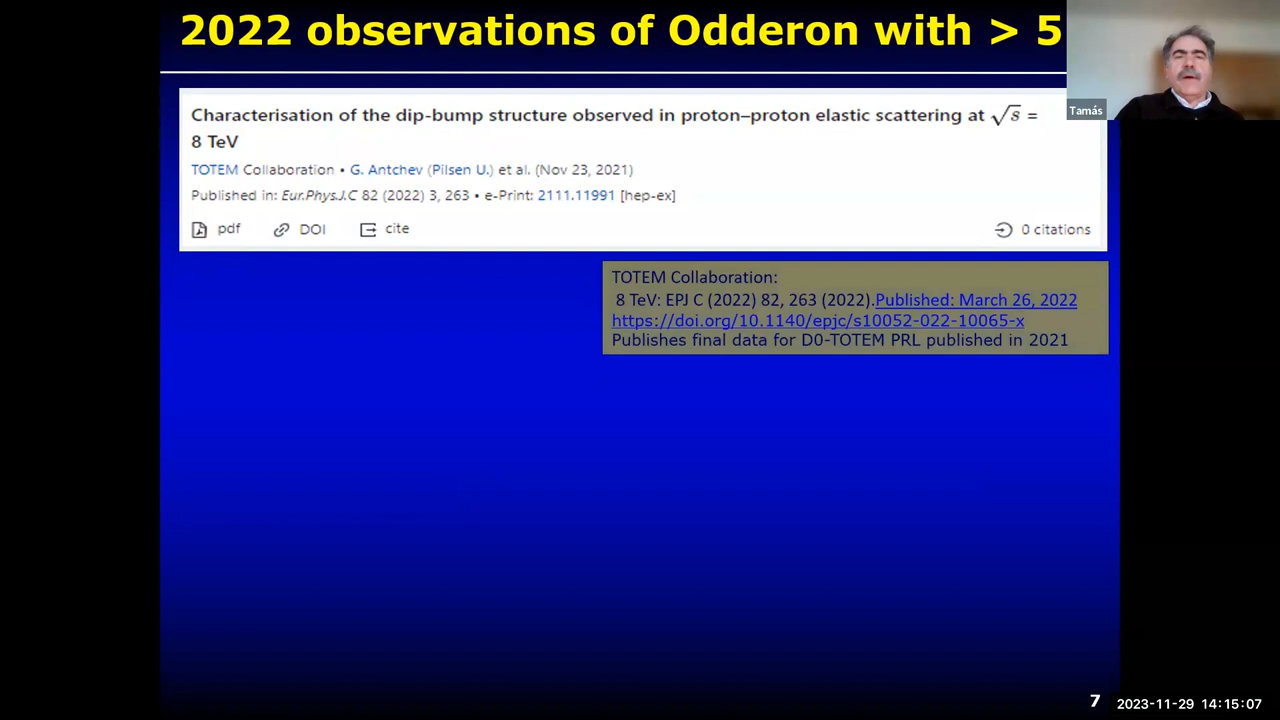 2022 observations of Odderon with > 5
Tamás
Characterisation of the dip-bump structure observed in proton–proton elastic scattering at √s =
8 TeV
TOTEM Collaboration • G. Antchev (Pilsen U.) et al. (Nov 23, 2021)
Published in: Eur.Phys.J.C 82 (2022) 3, 263 • e-Print: 2111.11991 [hep-ex]
pdf DOI cite 0 citations
TOTEM Collaboration:
8 TeV: EPJ C (2022) 82, 263 (2022).Published: March 26, 2022
https://doi.org/10.1140/epjc/s10052-022-10065-x
Publishes final data for D0-TOTEM PRL published in 2021
7
2023-11-29 14:15:07